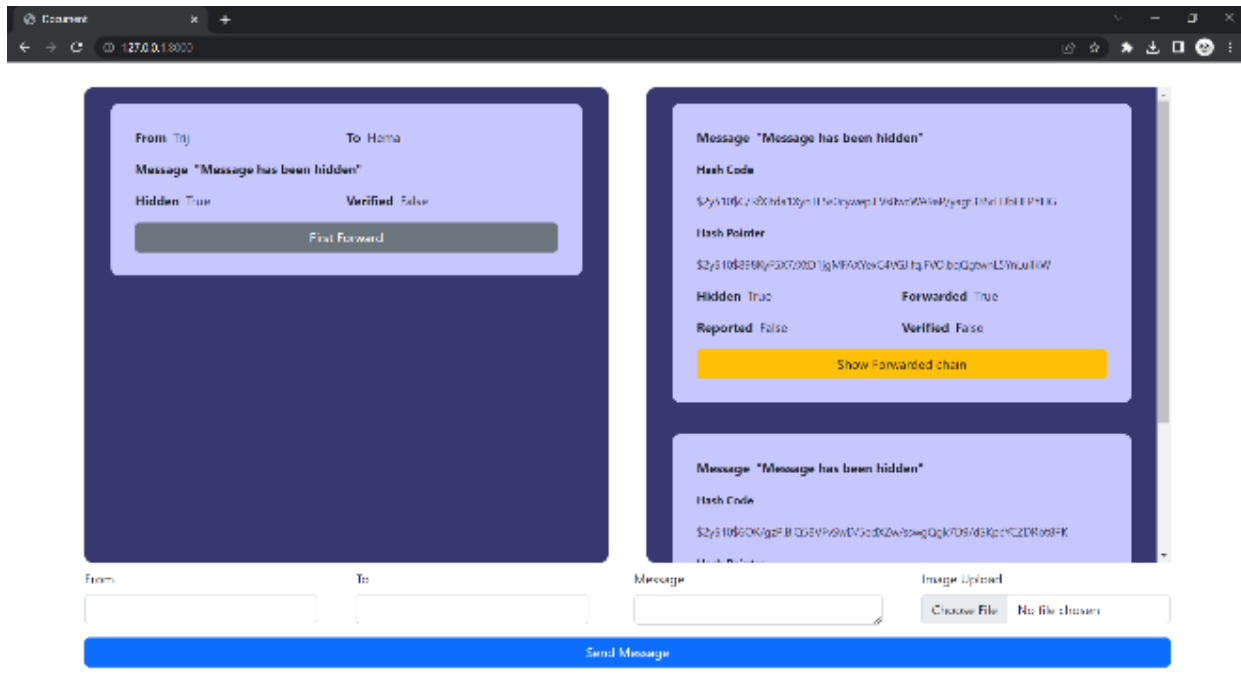 Document
127.0.0.1:8000
From Trij To Hema
Message "Message has been hidden"
Hidden True Verified False
First Forward
Message "Message has been hidden"
Hash Code
Hash Pointer
Hidden True Forwarded True
Reported False Verified False
Show Forwarded chain
Message "Message has been hidden"
Hash Code
Hash Pointer
From To Message Image Upload
Choose File No file chosen
Send Message